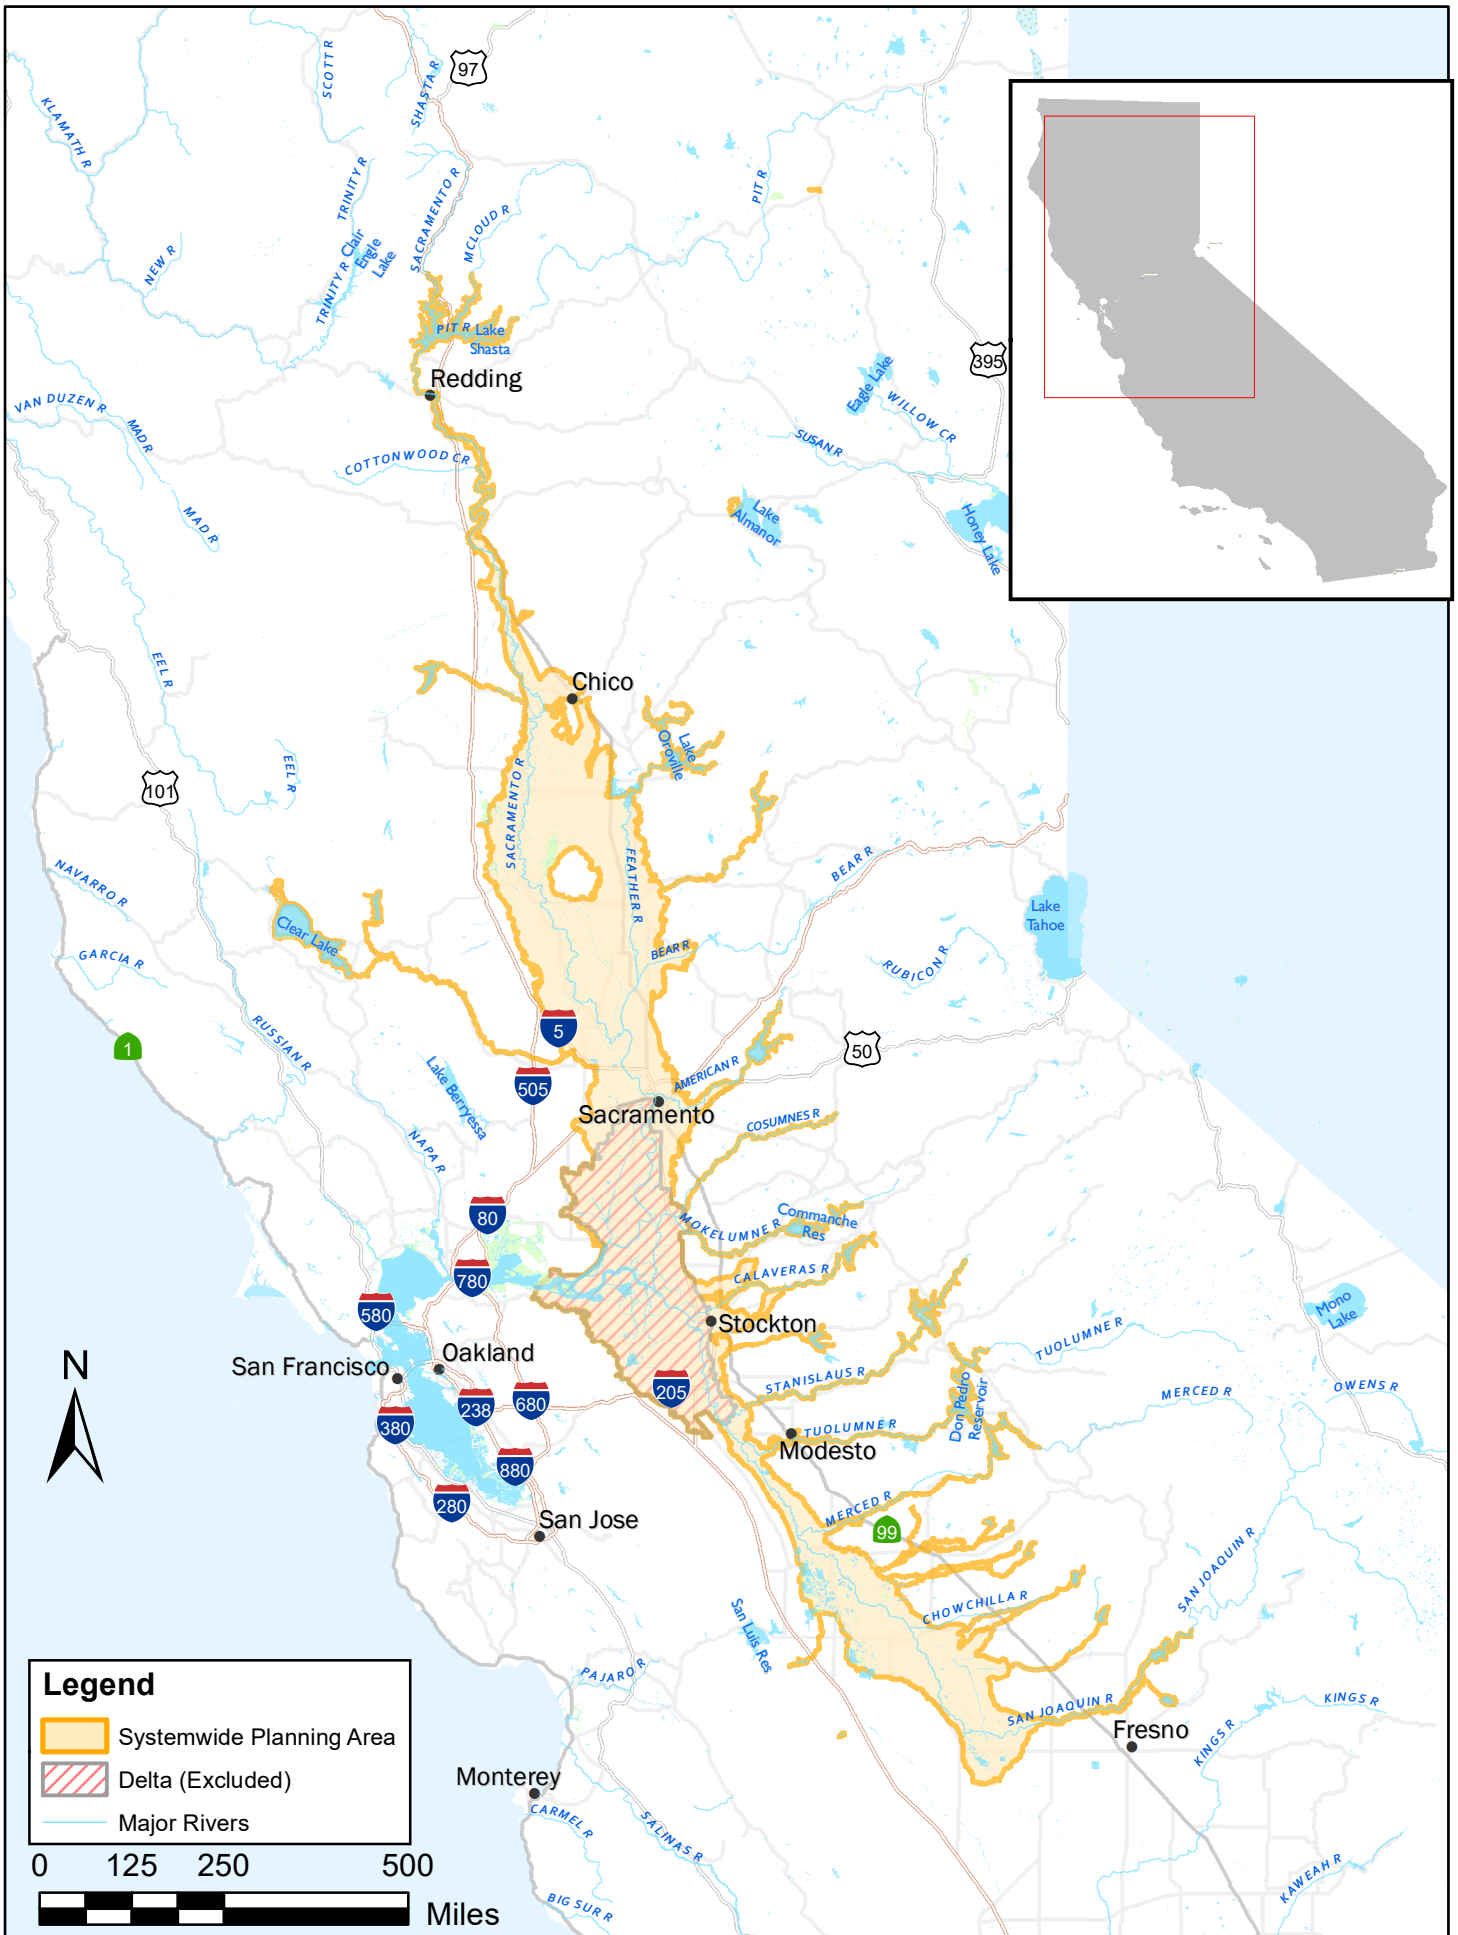 97
SCOTT R
SHASTA R
KLAMATH R
TRINITY R
SACRAMENTO R
MCLOUD R
PIT R
NEW R
Clair
Engle
Lake
TRINITY R
PIT R
Lake
Shasta
Redding
395
Eagle Lake
WILLOW CR
SUSAN R
VAN DUZEN R
MAD R
COTTONWOOD CR
MAD R
Lake
Almanor
Honey Lake
EEL R
Chico
Lake
Oroville
EEL R
101
SACRAMENTO R
FEATHER R
BEAR R
NAVARRO R
Clear Lake
Lake
Tahoe
GARCIA R
BEAR R
RUBICON R
RUSSIAN R
5
1
50
505
Lake Berryessa
AMERICAN R
Sacramento
COSUMNES R
NAPA R
80
MOKELUMNE R
Commanche
Res
780
CALAVERAS R
580
Stockton
Mono
Lake
TUOLUMNE R
Oakland
San Francisco
N
205
STANISLAUS R
Don Pedro
Reservoir
MERCED R
OWENS R
238
680
380
TUOLUMNE R
Modesto
880
280
MERCED R
99
San Jose
SAN JOAQUIN R
CHOWCHILLA R
San Luis Res
PAJARO R
SAN JOAQUIN R
KINGS R
KINGS R
Fresno
Monterey
CARMEL R
SALINAS R
KAWEAH R
BIG SUR R
Legend
Systemwide Planning Area
Delta (Excluded)
Major Rivers
0 125 250 500
Miles